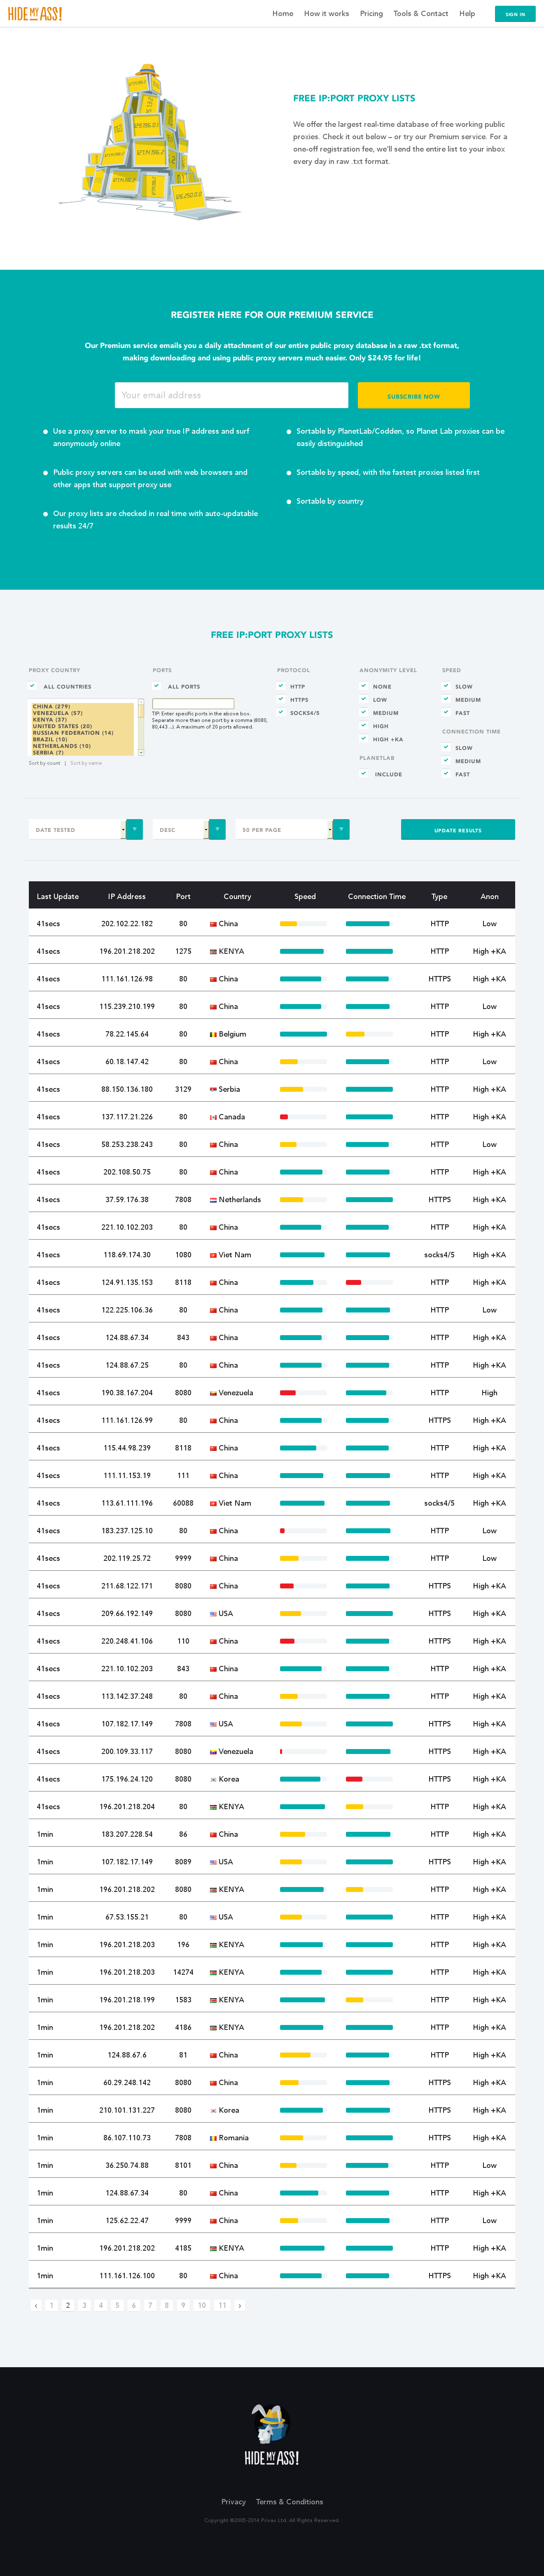 HIDE MY ASS!
Home How it works Pricing Tools & Contact Help SIGN IN
FREE IP:PORT PROXY LISTS
We offer the largest real-time database of free working public
proxies. Check it out below – or try our Premium service. For a
one-off registration fee, we'll send the entire list to your inbox
every day in raw .txt format.
REGISTER HERE FOR OUR PREMIUM SERVICE
Our Premium service emails you a daily attachment of our entire public proxy database in a raw .txt format,
making downloading and using public proxy servers much easier. Only $24.95 for life!
Your email address SUBSCRIBE NOW
Use a proxy server to mask your true IP address and surf
anonymously online
Public proxy servers can be used with web browsers and
other apps that support proxy use
Our proxy lists are checked in real time with auto-updatable
results 24/7
Sortable by PlanetLab/Codden, so Planet Lab proxies can be
easily distinguished
Sortable by speed, with the fastest proxies listed first
Sortable by country
FREE IP:PORT PROXY LISTS
PROXY COUNTRY
ALL COUNTRIES
CHINA (279)
VENEZUELA (57)
KENYA (37)
UNITED STATES (20)
RUSSIAN FEDERATION (14)
BRAZIL (10)
NETHERLANDS (10)
SERBIA (7)
Sort by count | Sort by name
PORTS
ALL PORTS
TIP: Enter specific ports in the above box.
Separate more than one port by a comma (8080,
80,443 ...). A maximum of 20 ports allowed.
PROTOCOL
HTTP
HTTPS
SOCKS4/5
ANONYMITY LEVEL
NONE
LOW
MEDIUM
HIGH
HIGH +KA
PLANETLAB
INCLUDE
SPEED
SLOW
MEDIUM
FAST
CONNECTION TIME
SLOW
MEDIUM
FAST
DATE TESTED DESC 50 PER PAGE UPDATE RESULTS
Last Update IP Address Port Country Speed Connection Time Type Anon
41secs 202.102.22.182 80 China HTTP Low
41secs 196.201.218.202 1275 KENYA HTTP High +KA
41secs 111.161.126.98 80 China HTTPS High +KA
41secs 115.239.210.199 80 China HTTP Low
41secs 78.22.145.64 80 Belgium HTTP High +KA
41secs 60.18.147.42 80 China HTTP Low
41secs 88.150.136.180 3129 Serbia HTTP High +KA
41secs 137.117.21.226 80 Canada HTTP High +KA
41secs 58.253.238.243 80 China HTTP Low
41secs 202.108.50.75 80 China HTTP High +KA
41secs 37.59.176.38 7808 Netherlands HTTPS High +KA
41secs 221.10.102.203 80 China HTTP High +KA
41secs 118.69.174.30 1080 Viet Nam socks4/5 High +KA
41secs 124.91.135.153 8118 China HTTP High +KA
41secs 122.225.106.36 80 China HTTP Low
41secs 124.88.67.34 843 China HTTP High +KA
41secs 124.88.67.25 80 China HTTP High +KA
41secs 190.38.167.204 8080 Venezuela HTTP High
41secs 111.161.126.99 80 China HTTPS High +KA
41secs 115.44.98.239 8118 China HTTP High +KA
41secs 111.11.153.19 111 China HTTP High +KA
41secs 113.61.111.196 60088 Viet Nam socks4/5 High +KA
41secs 183.237.125.10 80 China HTTP Low
41secs 202.119.25.72 9999 China HTTP Low
41secs 211.68.122.171 8080 China HTTPS High +KA
41secs 209.66.192.149 8080 USA HTTPS High +KA
41secs 220.248.41.106 110 China HTTPS High +KA
41secs 221.10.102.203 843 China HTTP High +KA
41secs 113.142.37.248 80 China HTTP High +KA
41secs 107.182.17.149 7808 USA HTTPS High +KA
41secs 200.109.33.117 8080 Venezuela HTTPS High +KA
41secs 175.196.24.120 8080 Korea HTTPS High +KA
41secs 196.201.218.204 80 KENYA HTTP High +KA
1min 183.207.228.54 86 China HTTP High +KA
1min 107.182.17.149 8089 USA HTTPS High +KA
1min 196.201.218.202 8080 KENYA HTTP High +KA
1min 67.53.155.21 80 USA HTTP High +KA
1min 196.201.218.203 196 KENYA HTTP High +KA
1min 196.201.218.203 14274 KENYA HTTP High +KA
1min 196.201.218.199 1583 KENYA HTTP High +KA
1min 196.201.218.202 4186 KENYA HTTP High +KA
1min 124.88.67.6 81 China HTTP High +KA
1min 60.29.248.142 8080 China HTTPS High +KA
1min 210.101.131.227 8080 Korea HTTPS High +KA
1min 86.107.110.73 7808 Romania HTTPS High +KA
1min 36.250.74.88 8101 China HTTP Low
1min 124.88.67.34 80 China HTTP High +KA
1min 125.62.22.47 9999 China HTTP Low
1min 196.201.218.202 4185 KENYA HTTP High +KA
1min 111.161.126.100 80 China HTTPS High +KA
‹ 1 2 3 4 5 6 7 8 9 10 11 ›
HIDE MY ASS!
Privacy Terms & Conditions
Copyright ©2005-2014 Privax Ltd. All Rights Reserved.